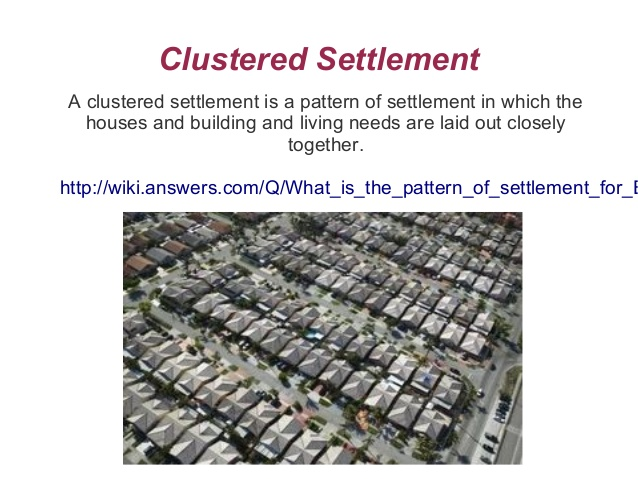 Clustered Settlement
A clustered settlement is a pattern of settlement in which the
houses and building and living needs are laid out closely
together.
http://wiki.answers.com/Q/What_is_the_pattern_of_settlement_for_